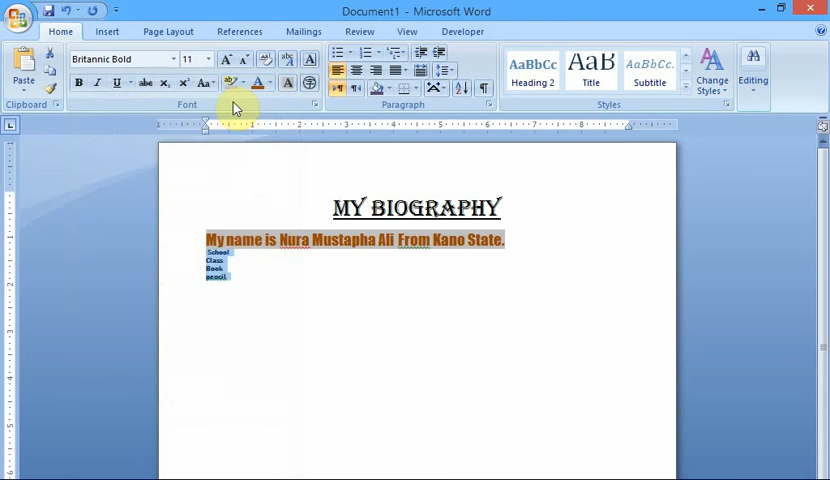 Document1 - Microsoft Word
Home Insert Page Layout References Mailings Review View Developer
Britannic Bold 11
Paste
AaBbCc AaB AaBbCc.
Heading 2 Title Subtitle
Change Styles
Editing
Clipboard Font Paragraph Styles
MY BIOGRAPHY
My name is Nura Mustapha Ali From Kano State.
School
Class
Book
pencil